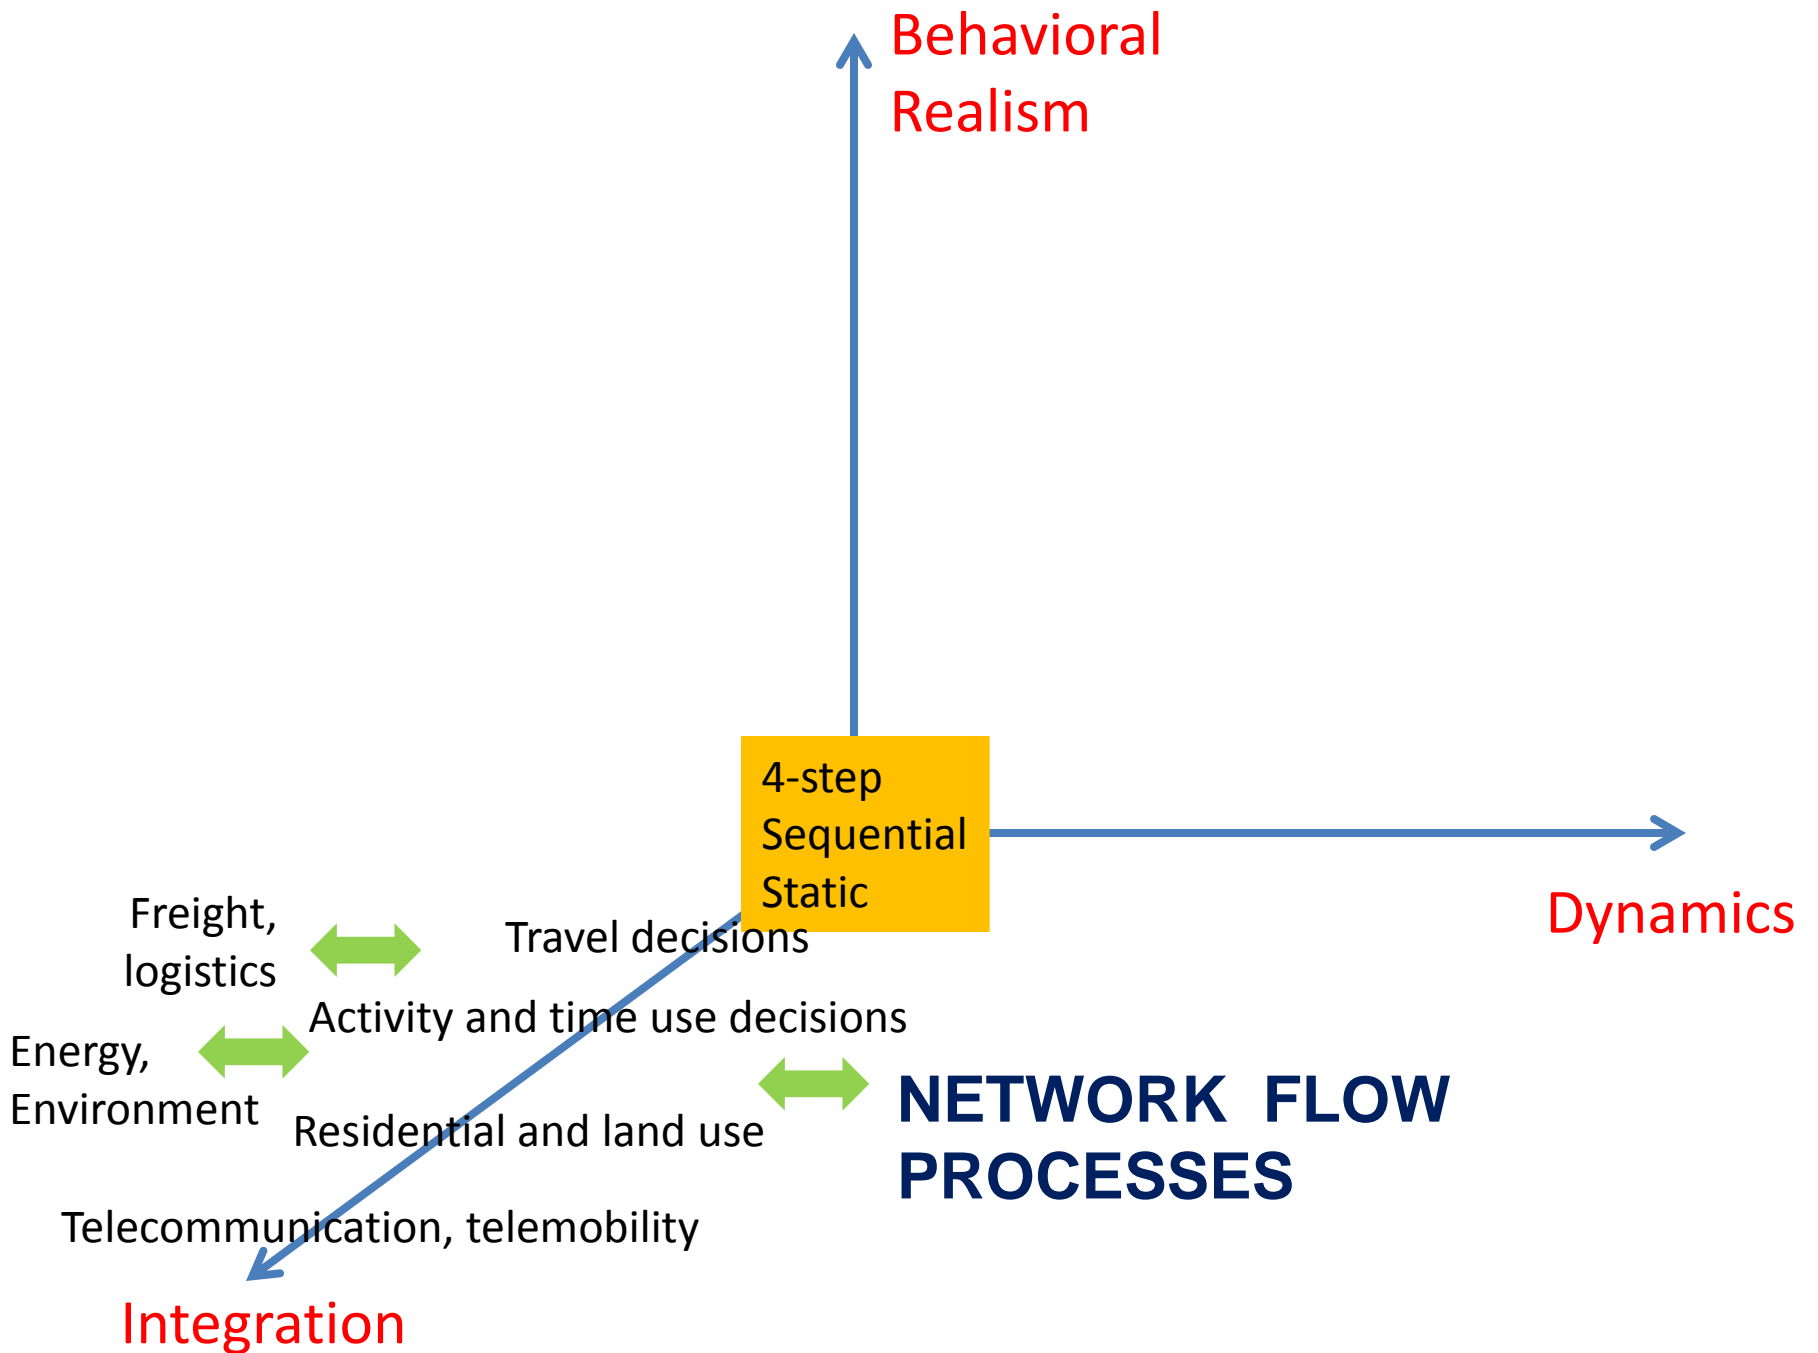 Behavioral
Realism
4-step
Sequential
Static
Dynamics
Freight,
logistics
Travel decisions
Activity and time use decisions
Energy,
Environment
NETWORK FLOW
PROCESSES
Residential and land use
Telecommunication, telemobility
Integration